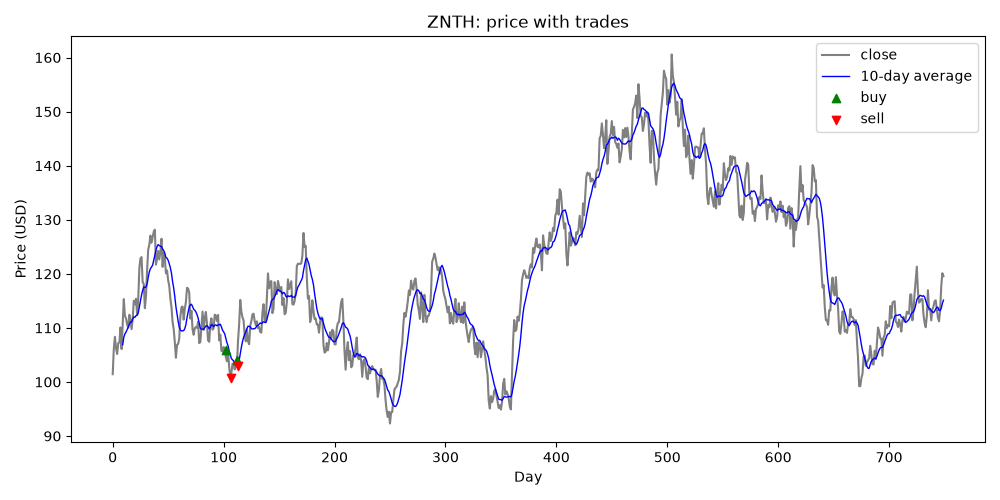 ZNTH: price with trades
close
10-day average
buy
sell
Price (USD)
160
150
140
130
120
110
100
90
0
100
200
300
400
500
600
700
Day